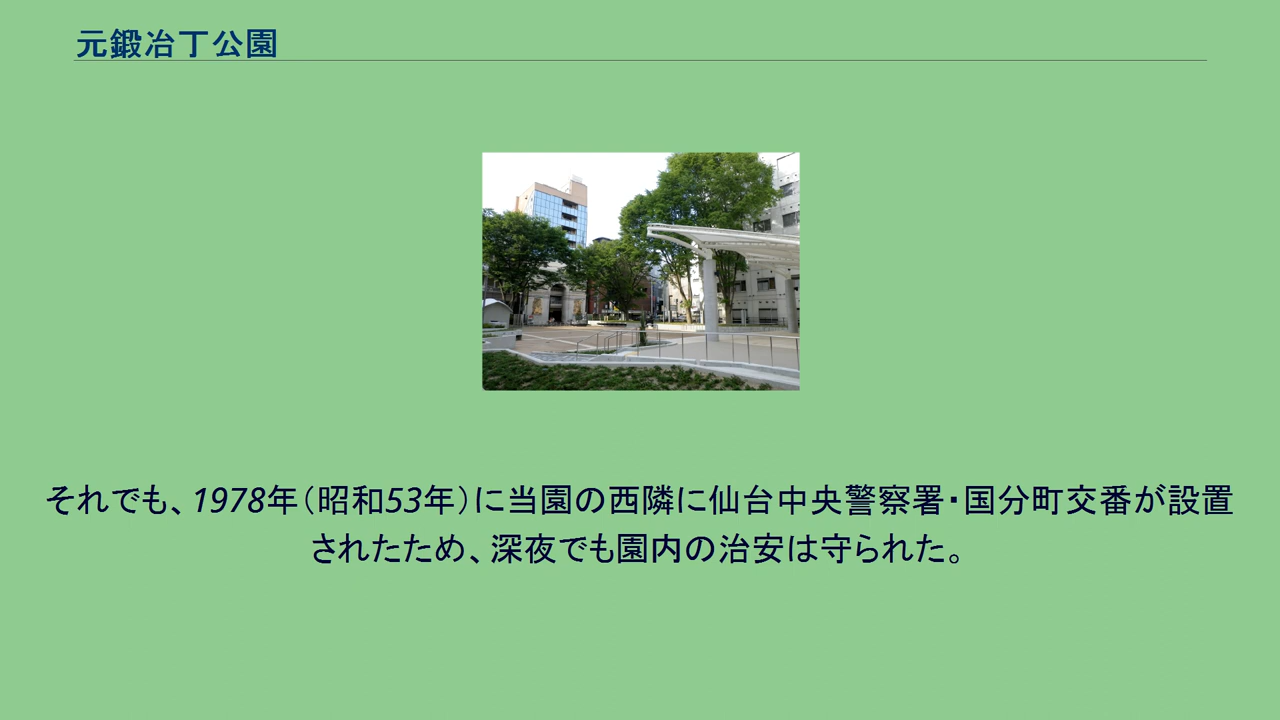 元鍛冶丁公園
それでも、1978年（昭和53年）に当園の西隣に仙台中央警察署・国分町交番が設置
されたため、深夜でも園内の治安は守られた。